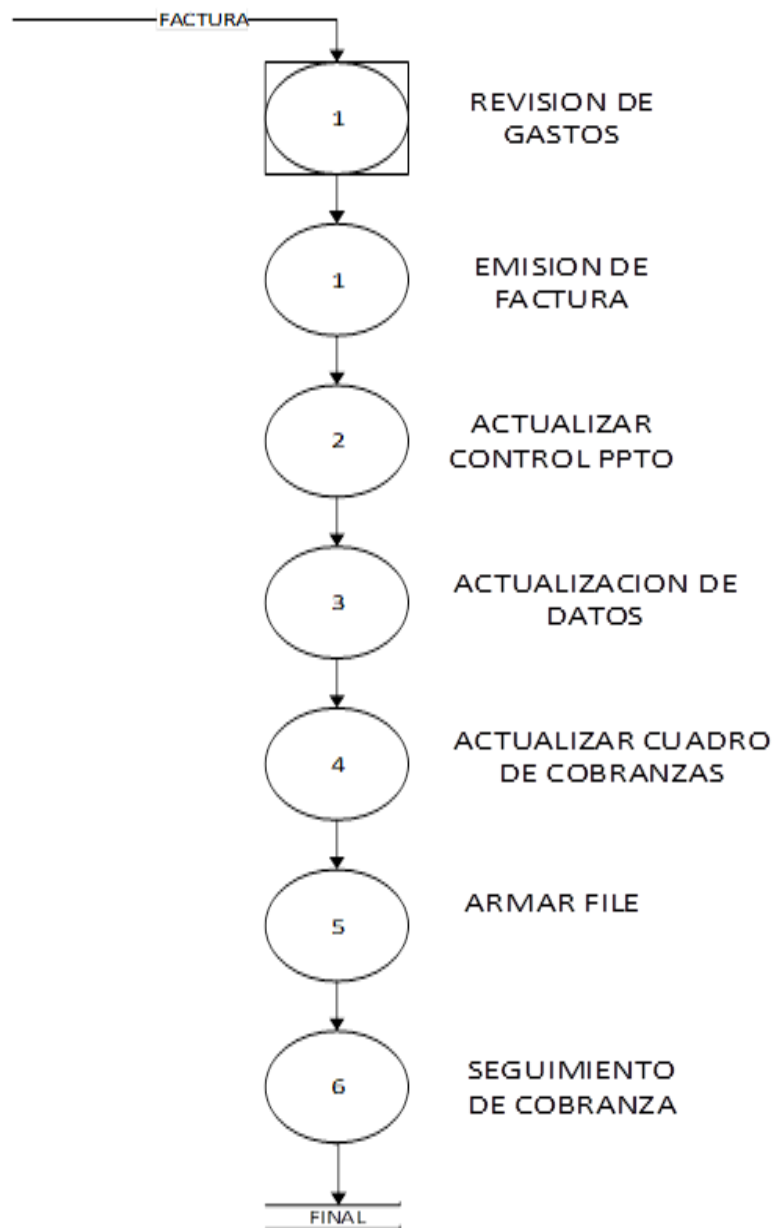 FACTURA
1
REVISION DE
GASTOS
1
EMISION DE
FACTURA
2
ACTUALIZAR
CONTROL PPTO
3
ACTUALIZACION DE
DATOS
4
ACTUALIZAR CUADRO
DE COBRANZAS
5
ARMAR FILE
6
SEGUIMIENTO
DE COBRANZA
FINAL